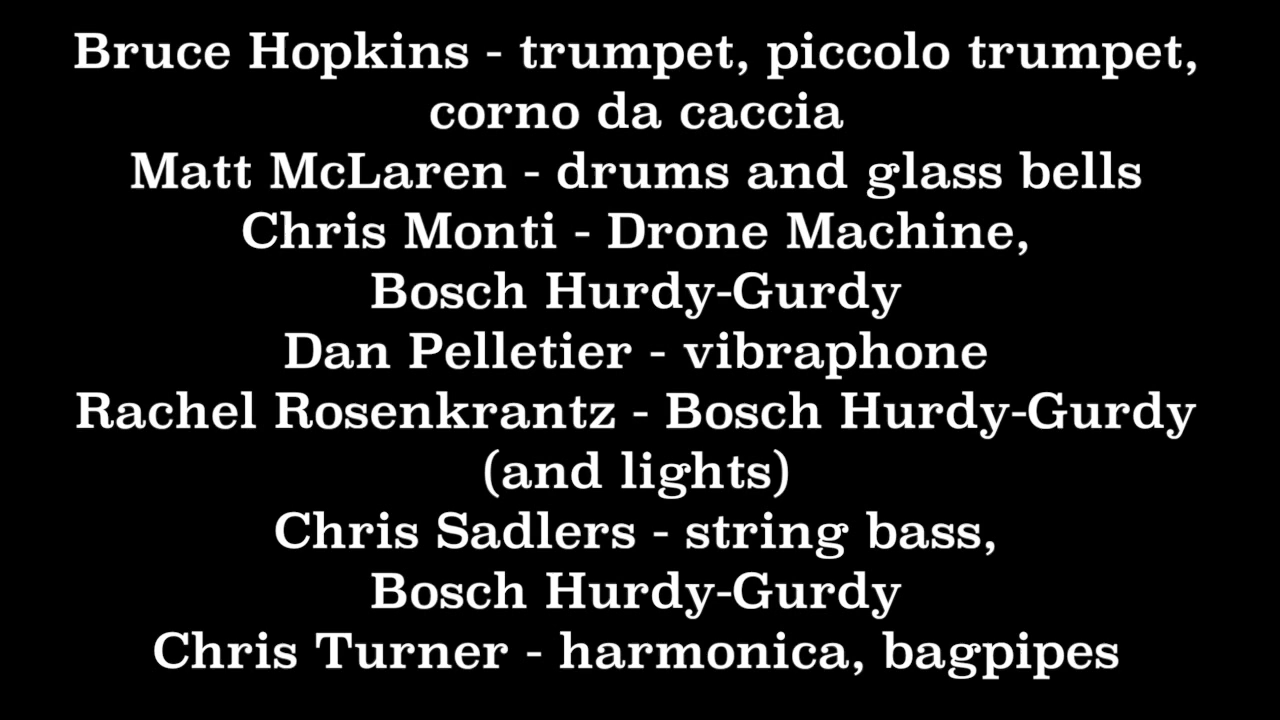 Bruce Hopkins - trumpet, piccolo trumpet,
corno da caccia
Matt McLaren - drums and glass bells
Chris Monti - Drone Machine,
Bosch Hurdy-Gurdy
Dan Pelletier - vibraphone
Rachel Rosenkrantz - Bosch Hurdy-Gurdy
(and lights)
Chris Sadlers - string bass,
Bosch Hurdy-Gurdy
Chris Turner - harmonica, bagpipes